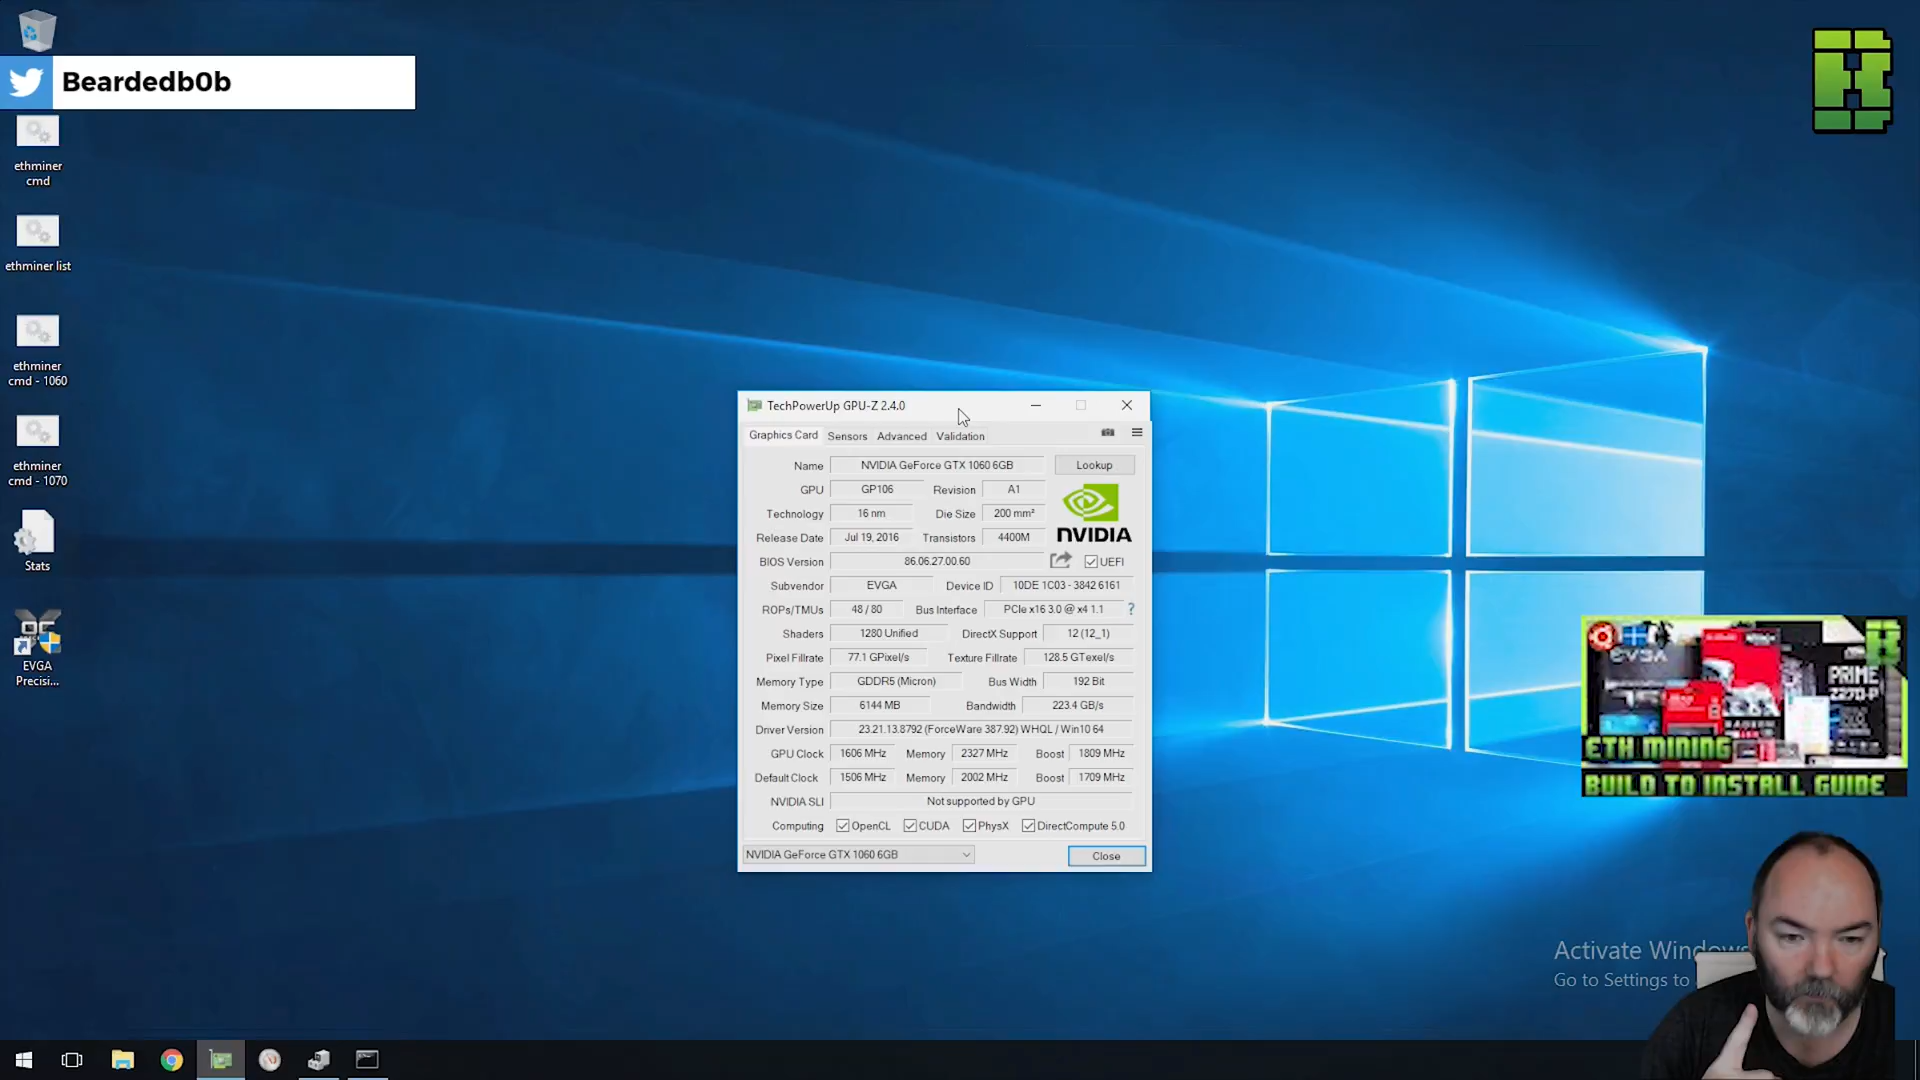 Beardedb0b
ethminer
cmd
ethminer list
ethminer
cmd - 1060
ethminer
cmd - 1070
Stats
EVGA
Precisi...
TechPowerUp GPU-Z 2.4.0
Graphics Card Sensors Advanced Validation
Name NVIDIA GeForce GTX 1060 6GB Lookup
GPU GP106 Revision A1
Technology 16 nm Die Size 200 mm²
NVIDIA
Release Date Jul 19, 2016 Transistors 4400M
BIOS Version 86.06.27.00.60 UEFI
Subvendor EVGA Device ID 10DE 1C03 - 3842 6161
ROPs/TMUs 48 / 80 Bus Interface PCIe x16 3.0 @ x4 1.1 ?
Shaders 1280 Unified DirectX Support 12 (12_1)
Pixel Fillrate 77.1 GPixel/s Texture Fillrate 128.5 GTexel/s
Memory Type GDDR5 (Micron) Bus Width 192 Bit
Memory Size 6144 MB Bandwidth 223.4 GB/s
Driver Version 23.21.13.8792 (ForceWare 387.92) WHQL / Win10 64
GPU Clock 1606 MHz Memory 2327 MHz Boost 1809 MHz
Default Clock 1506 MHz Memory 2002 MHz Boost 1709 MHz
NVIDIA SLI Not supported by GPU
Computing OpenCL CUDA PhysX DirectCompute 5.0
NVIDIA GeForce GTX 1060 6GB Close
EVGA
PRIME
Z270-P
ETH MINING
BUILD TO INSTALL GUIDE
Activate Windows
Go to Settings to